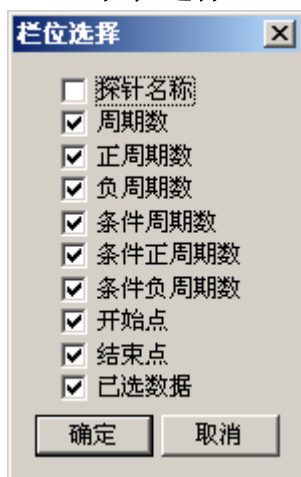 栏位选择
探针名称
周期数
正周期数
负周期数
条件周期数
条件正周期数
条件负周期数
开始点
结束点
已选数据
确定 取消